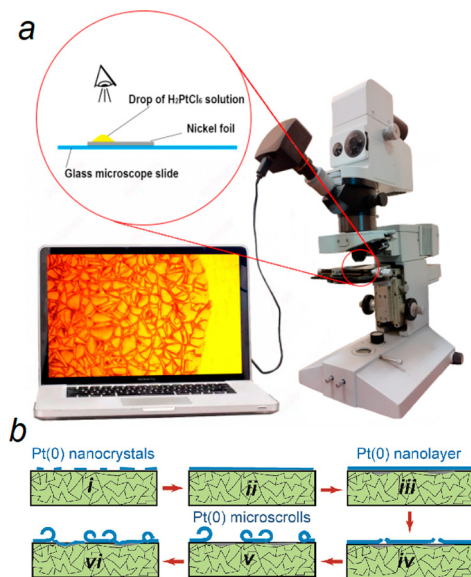 a
Drop of H₂PtCl₆ solution
Nickel foil
Glass microscope slide
b
Pt(0) nanocrystals
Pt(0) nanolayer
i
ii
iii
Pt(0) microscrolls
vi
v
iv